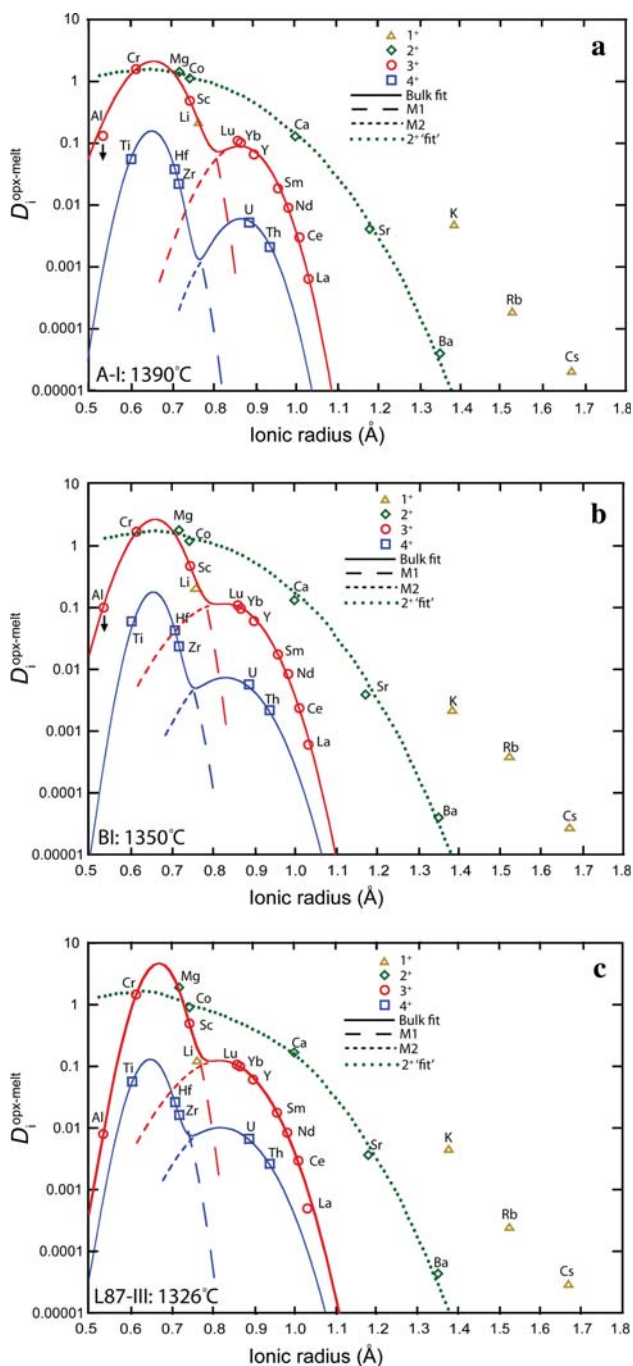 a
10
1
0.1
0.01
0.001
0.0001
0.00001
D_i^opx-melt
Cr
Mg
Co
Al
Sc
Li
Lu
Yb
Y
Ca
Ti
Hf
Zr
Sm
Nd
Ce
La
U
Th
Sr
Ba
K
Rb
Cs
1⁺
2⁺
3⁺
4⁺
Bulk fit
M1
M2
2⁺ 'fit'
A-I: 1390°C
0.5 0.6 0.7 0.8 0.9 1.0 1.1 1.2 1.3 1.4 1.5 1.6 1.7 1.8
Ionic radius (Å)
b
10
1
0.1
0.01
0.001
0.0001
0.00001
D_i^opx-melt
Cr
Mg
Co
Al
Sc
Li
Lu
Yb
Y
Ca
Ti
Hf
Zr
Sm
Nd
Ce
La
U
Th
Sr
Ba
K
Rb
Cs
1⁺
2⁺
3⁺
4⁺
Bulk fit
M1
M2
2⁺ 'fit'
BI: 1350°C
0.5 0.6 0.7 0.8 0.9 1.0 1.1 1.2 1.3 1.4 1.5 1.6 1.7 1.8
Ionic radius (Å)
c
10
1
0.1
0.01
0.001
0.0001
0.00001
D_i^opx-melt
Cr
Mg
Co
Al
Sc
Li
Lu
Yb
Y
Ca
Ti
Hf
Zr
Sm
Nd
Ce
La
U
Th
Sr
Ba
K
Rb
Cs
1⁺
2⁺
3⁺
4⁺
Bulk fit
M1
M2
2⁺ 'fit'
L87-III: 1326°C
0.5 0.6 0.7 0.8 0.9 1.0 1.1 1.2 1.3 1.4 1.5 1.6 1.7 1.8
Ionic radius (Å)